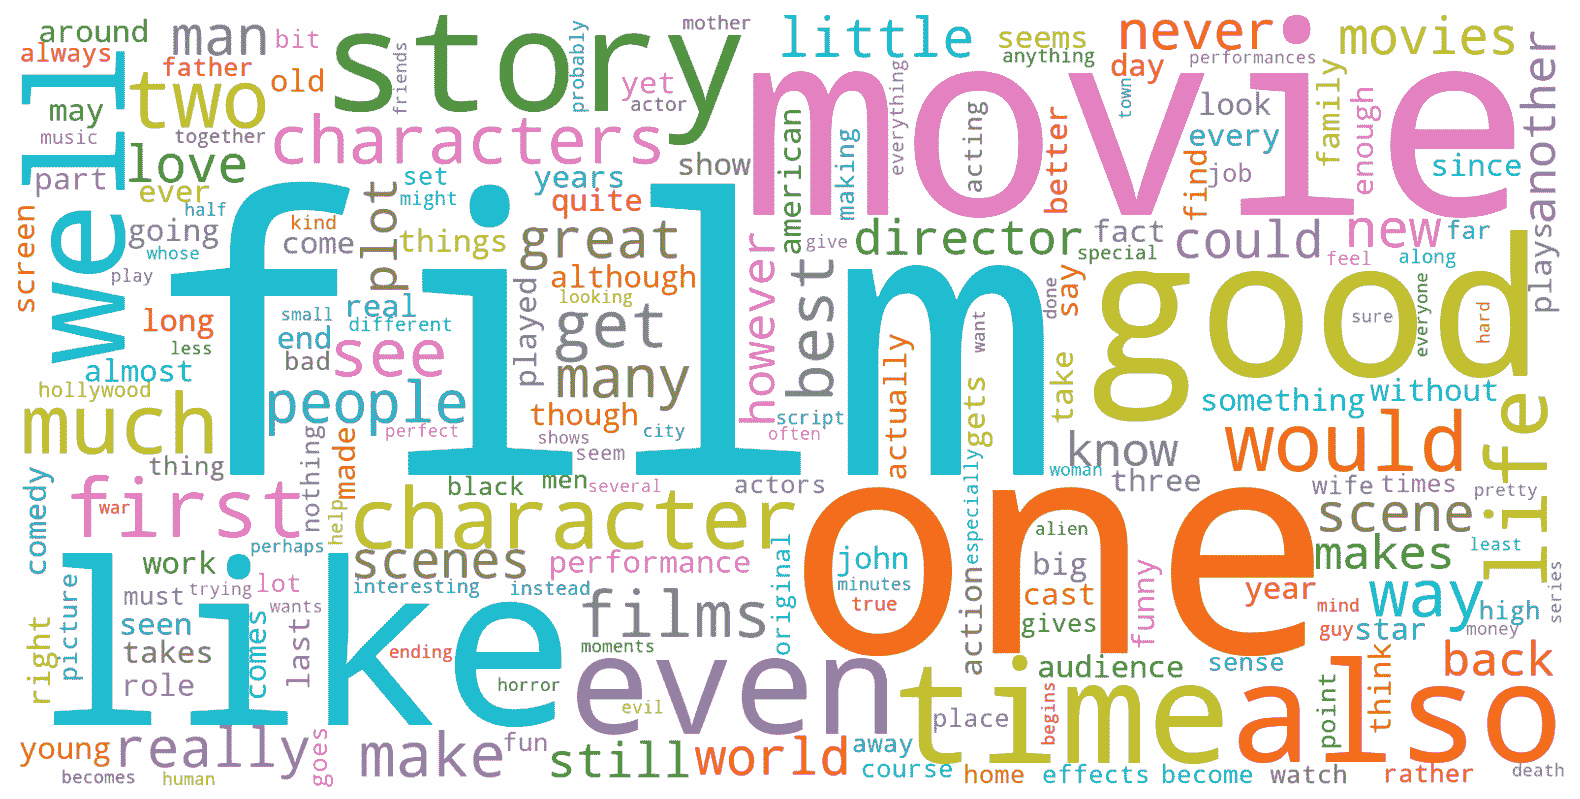 around
man
bit
story
mother
little
seems
never
movies
always
father
old
friends
probably
yet
actor
anything
day
performances
another
may
two
music
together
characters
movie
everything
american
making
acting
better
town
look
every
family
enough
since
well
part
love
show
find
job
ever
half
set
might
years
quite
plot
kind
come
things
great
director
fact
special
could
new
far
feel
along
plays
screen
going
whose
play
film
although
looking
give
however
best
good
say
done
long
less
small
real
different
end
bad
see
played
get
many
want
actually
sure
everyone
hard
almost
hollywood
much
people
perfect
though
shows
city
seem
script
often
gets
take
something
without
life
thing
nothing
made
know
would
woman
three
first
war
help
black
men
several
actors
character
one
especially
alien
wife
times
pretty
scene
comedy
perhaps
scenes
performance
original
john
minutes
true
action
big
cast
gives
funny
makes
least
work
trying
lot
must
wants
like
interesting
instead
films
year
way
mind
guy
star
high
money
series
right
picture
seen
takes
role
comes
last
ending
horror
moments
even
evil
time
audience
sense
also
point
think
back
place
begins
young
really
goes
make
fun
still
world
away
course
home
effects
become
watch
rather
death
becomes
human